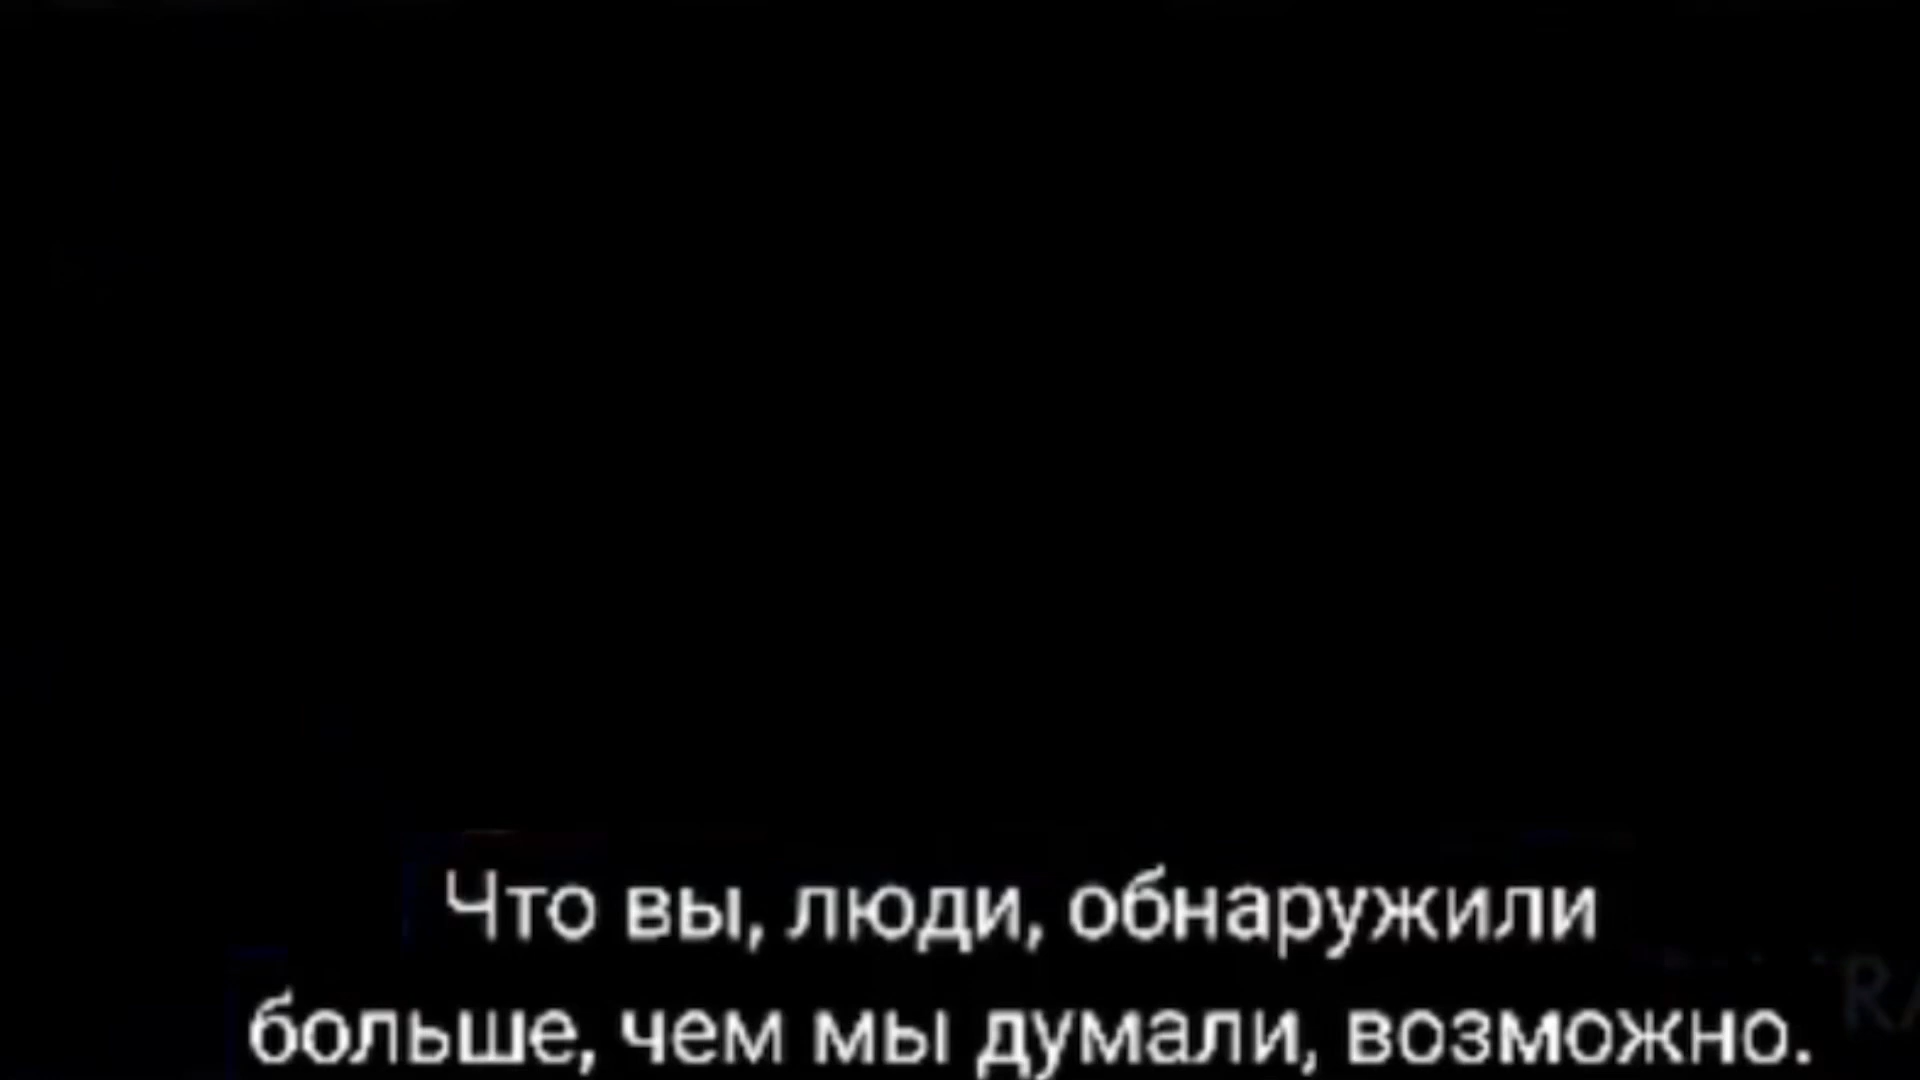 Что вы, люди, обнаружили
больше, чем мы думали, возможно.